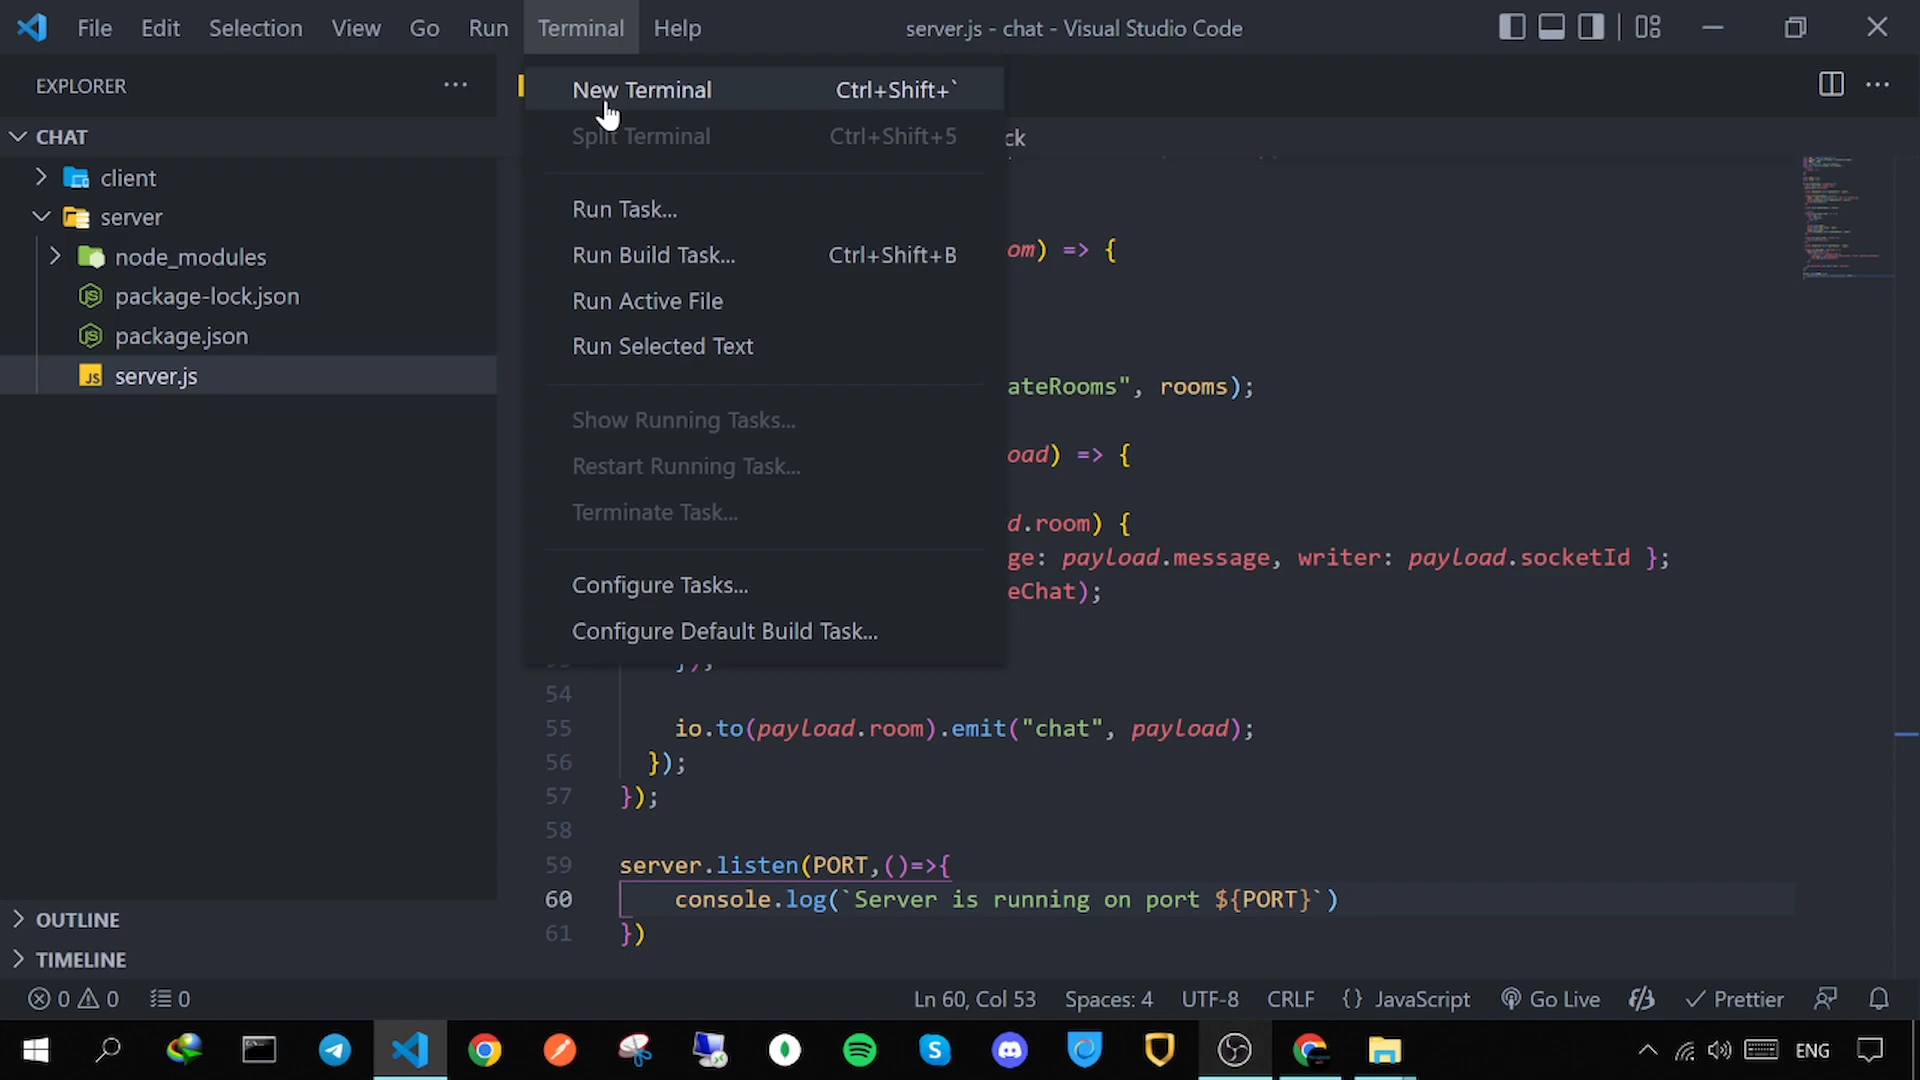 File Edit Selection View Go Run Terminal Help server.js - chat - Visual Studio Code
EXPLORER
CHAT
client
server
node_modules
package-lock.json
package.json
server.js
OUTLINE
TIMELINE
New Terminal Ctrl+Shift+`
Split Terminal Ctrl+Shift+5
Run Task...
Run Build Task... Ctrl+Shift+B
Run Active File
Run Selected Text
Show Running Tasks...
Restart Running Task...
Terminate Task...
Configure Tasks...
Configure Default Build Task...
ck
om) => {
ateRooms", rooms);
oad) => {
d.room) {
ge: payload.message, writer: payload.socketId };
eChat);
54
55 io.to(payload.room).emit("chat", payload);
56 });
57 });
58
59 server.listen(PORT,()=>{
60 console.log(`Server is running on port ${PORT}`)
61 })
0 0 0 Ln 60, Col 53 Spaces: 4 UTF-8 CRLF {} JavaScript Go Live Prettier
ENG